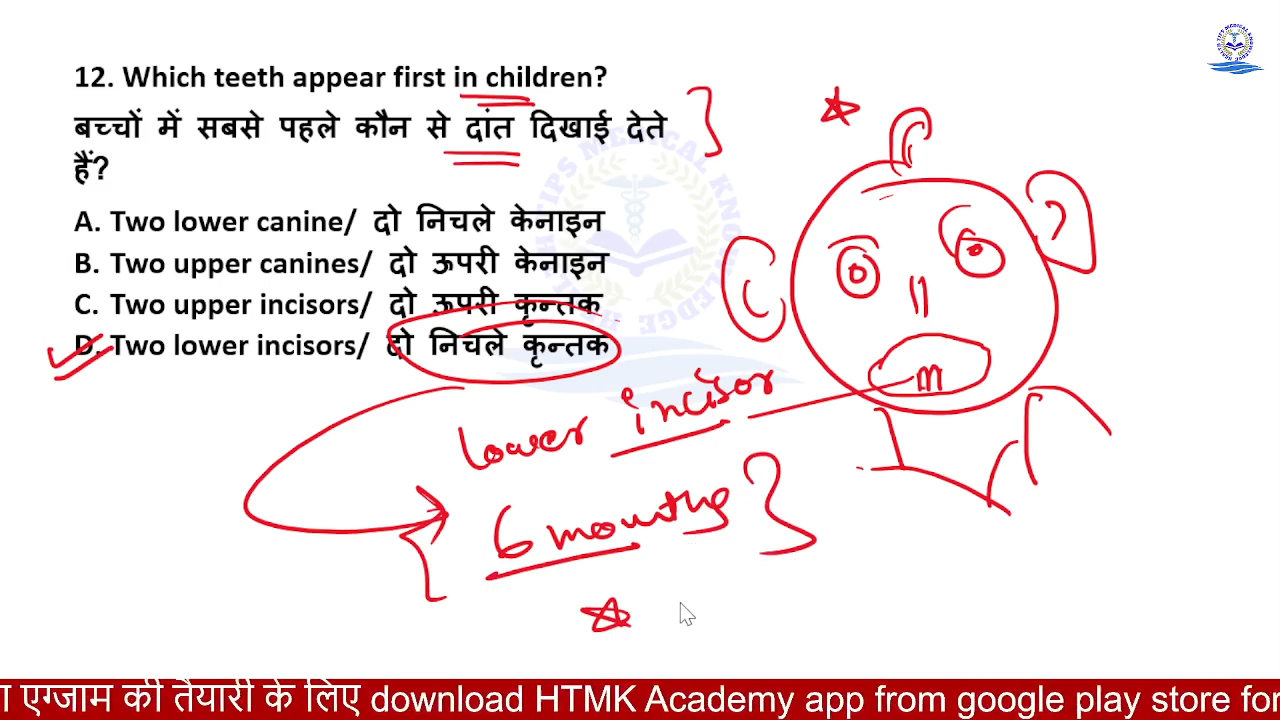 12. Which teeth appear first in children?
बच्चों में सबसे पहले कौन से दांत दिखाई देते
हैं?
A. Two lower canine/ दो निचले केनाइन
B. Two upper canines/ दो ऊपरी केनाइन
C. Two upper incisors/ दो ऊपरी कृन्तक
D. Two lower incisors/ दो निचले कृन्तक
lower incisor
6 months
ा एग्जाम की तैयारी के लिए download HTMK Academy app from google play store for